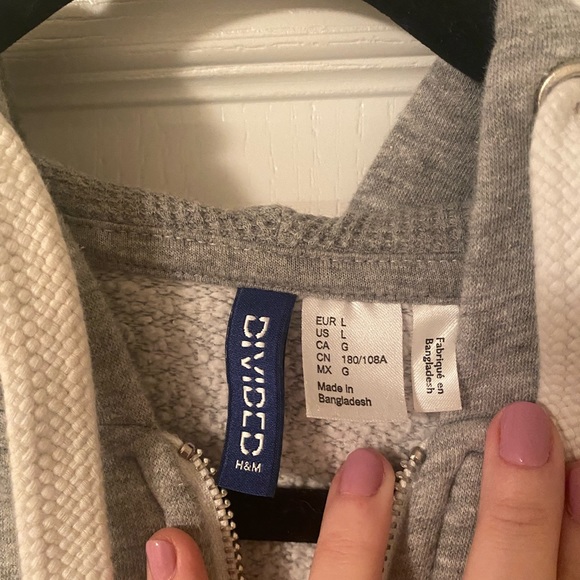 DIVIDED
H&M
EUR L
US L
CA G
CN 180/108A
MX G
Made in
Bangladesh
Fabriqué en
Bangladesh